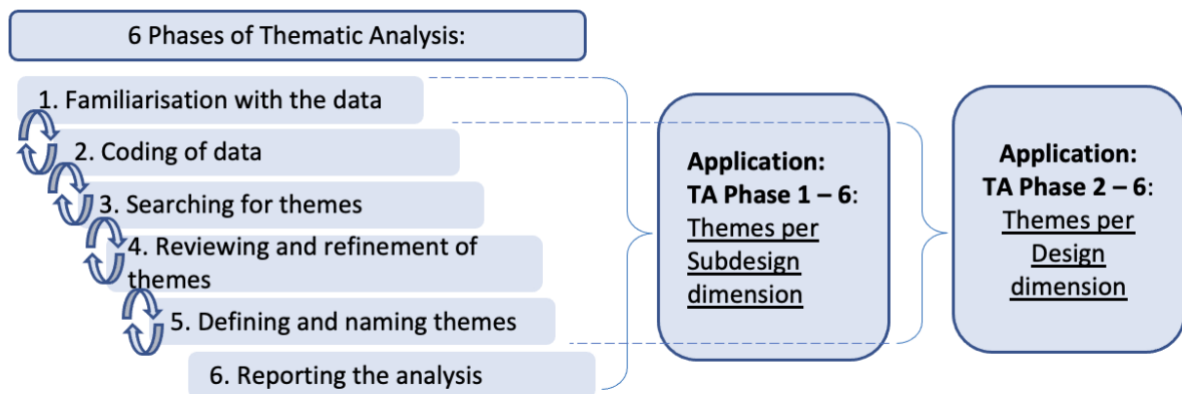 6 Phases of Thematic Analysis:
1. Familiarisation with the data
2. Coding of data
3. Searching for themes
4. Reviewing and refinement of
themes
5. Defining and naming themes
6. Reporting the analysis
Application:
TA Phase 1 – 6:
Themes per
Subdesign
dimension
Application:
TA Phase 2 – 6:
Themes per
Design
dimension